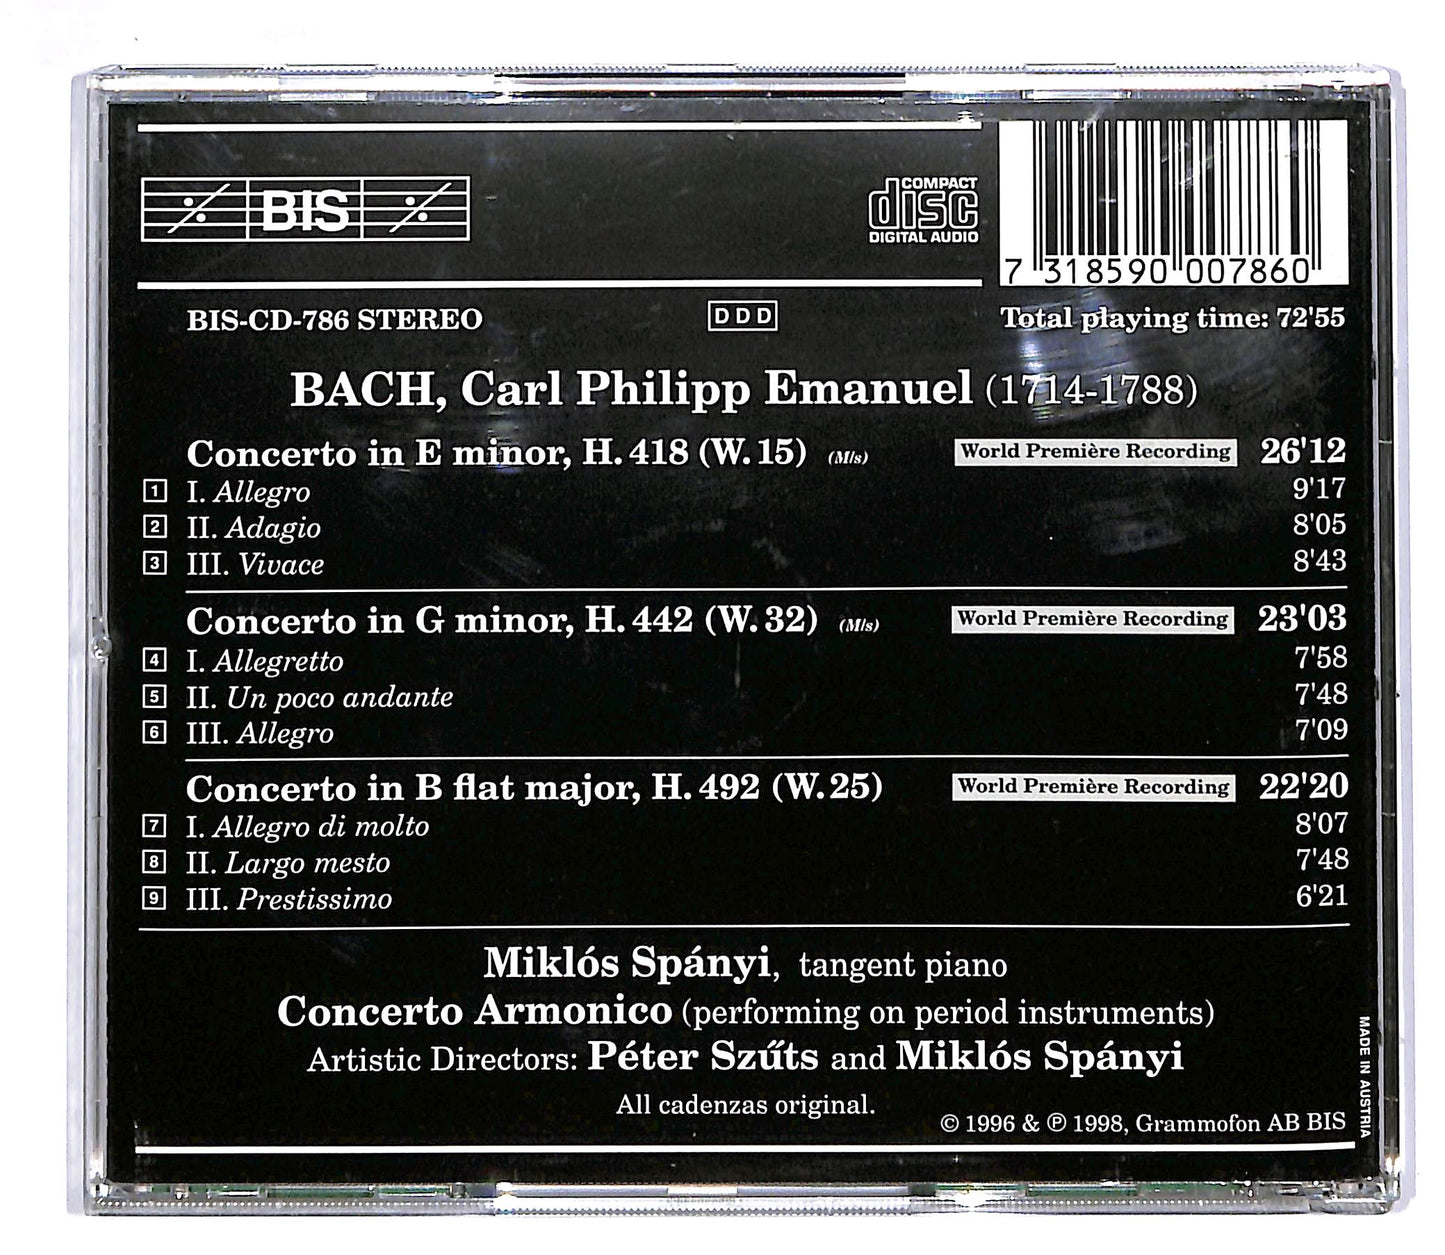 BIS
COMPACT
disc
DIGITAL AUDIO
7 318590 007860
BIS-CD-786 STEREO
DDD
Total playing time: 72'55
BACH, Carl Philipp Emanuel (1714-1788)
Concerto in E minor, H. 418 (W. 15) (M/s) World Première Recording 26'12
1 I. Allegro 9'17
2 II. Adagio 8'05
3 III. Vivace 8'43
Concerto in G minor, H. 442 (W. 32) (M/s) World Première Recording 23'03
4 I. Allegretto 7'58
5 II. Un poco andante 7'48
6 III. Allegro 7'09
Concerto in B flat major, H. 492 (W. 25) World Première Recording 22'20
7 I. Allegro di molto 8'07
8 II. Largo mesto 7'48
9 III. Prestissimo 6'21
Miklós Spányi, tangent piano
Concerto Armonico (performing on period instruments)
Artistic Directors: Péter Szűts and Miklós Spányi
All cadenzas original.
© 1996 & ℗ 1998, Grammofon AB BIS
MADE IN AUSTRIA